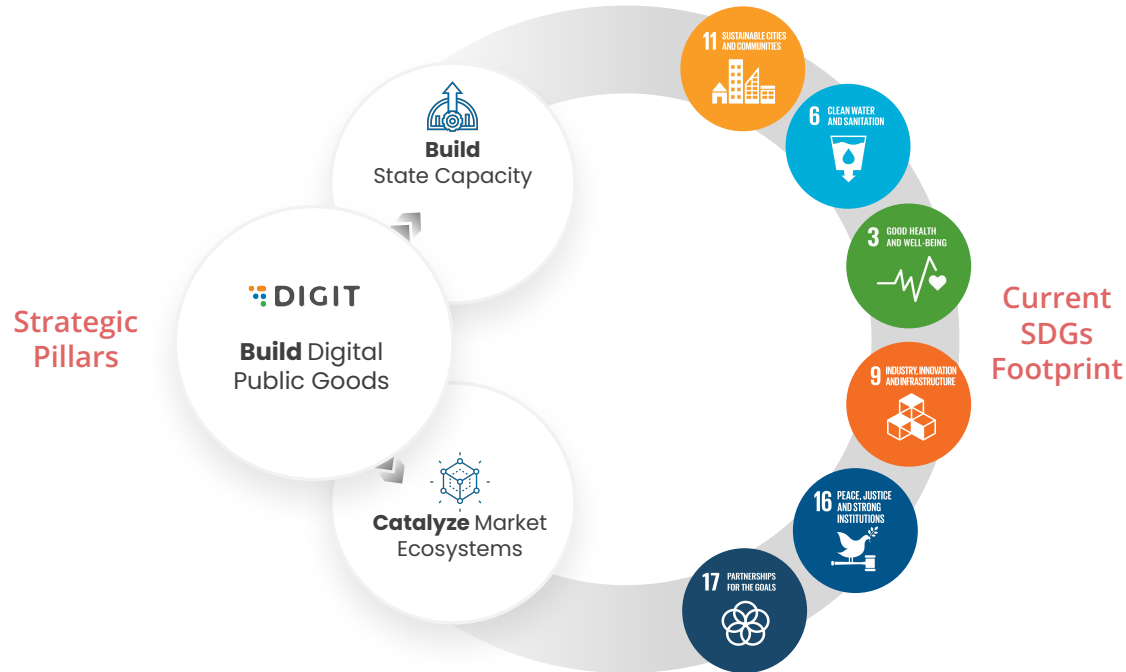 Strategic
Pillars
Build
State Capacity
DIGIT
Build Digital
Public Goods
Catalyze Market
Ecosystems
11 SUSTAINABLE CITIES
AND COMMUNITIES
6 CLEAN WATER
AND SANITATION
3 GOOD HEALTH
AND WELL-BEING
9 INDUSTRY, INNOVATION
AND INFRASTRUCTURE
16 PEACE, JUSTICE
AND STRONG
INSTITUTIONS
17 PARTNERSHIPS
FOR THE GOALS
Current
SDGs
Footprint